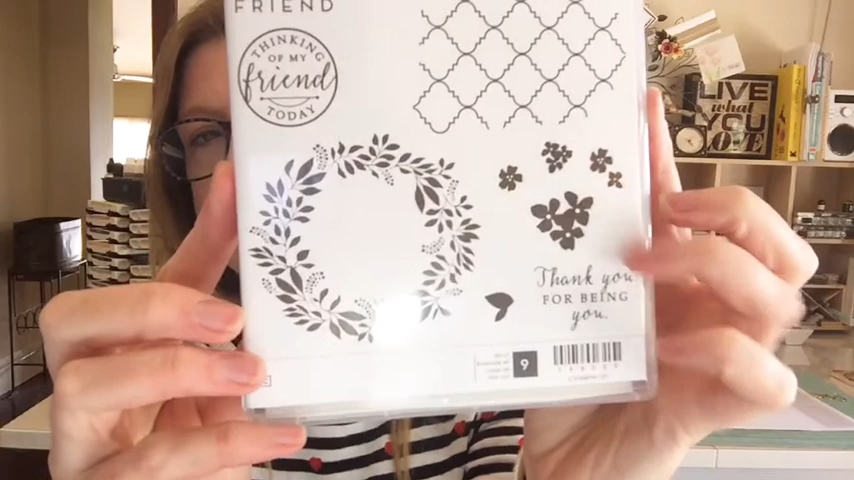 FRIEND
THINKING
OF MY
friend
TODAY
Thank you
FOR BEING
you.
9
LIVE
what
YOU
LOVE